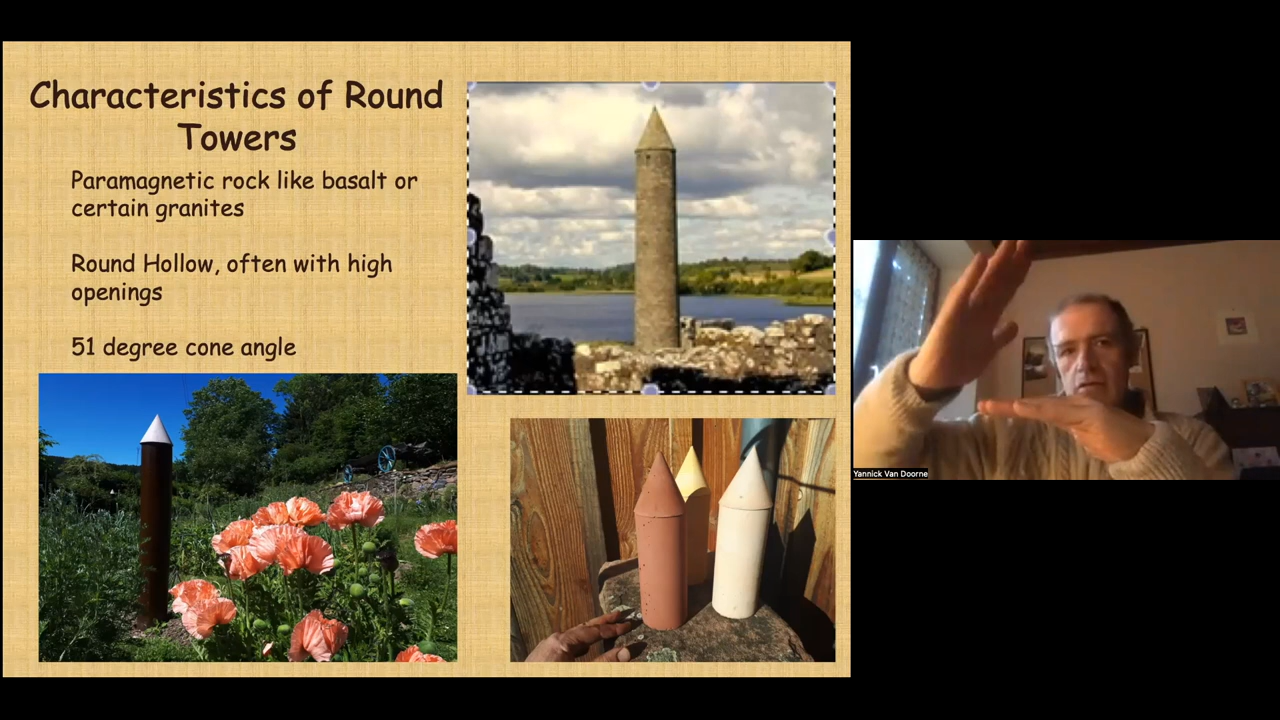 Characteristics of Round
Towers
Paramagnetic rock like basalt or
certain granites
Round Hollow, often with high
openings
51 degree cone angle
Yannick Van Doorne